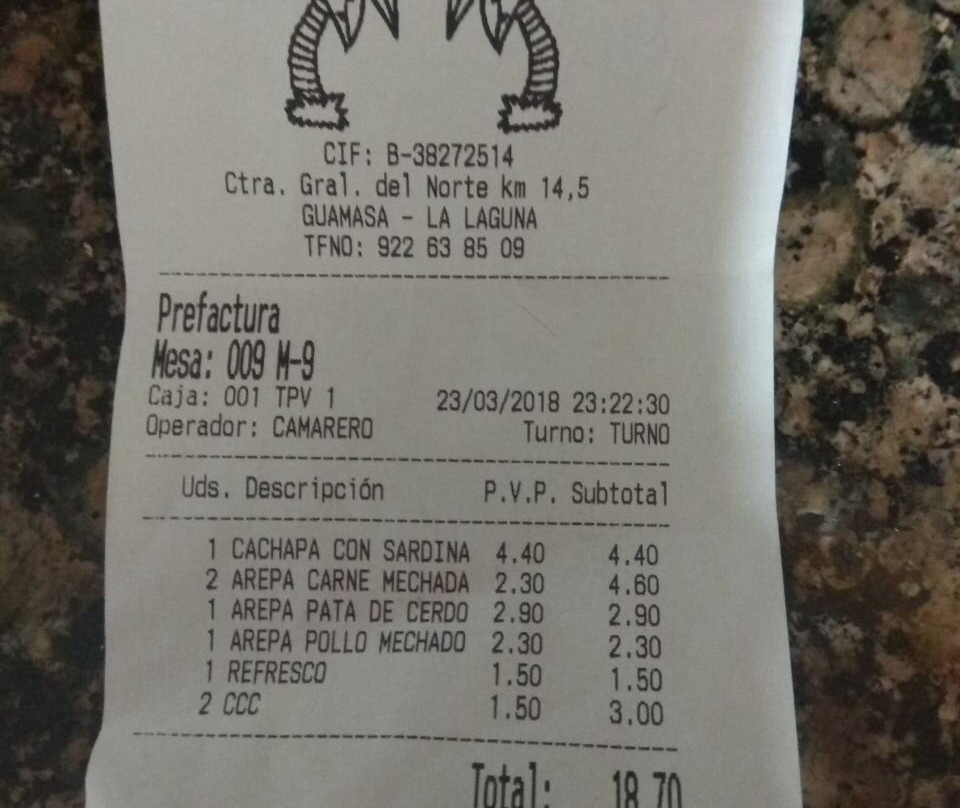 CIF: B-38272514
Ctra. Gral. del Norte km 14,5
GUAMASA - LA LAGUNA
TFNO: 922 63 85 09
Prefactura
Mesa: 009 M-9
Caja: 001 TPV 1 23/03/2018 23:22:30
Operador: CAMARERO Turno: TURNO
Uds. Descripción P.V.P. Subtotal
1 CACHAPA CON SARDINA 4.40 4.40
2 AREPA CARNE MECHADA 2.30 4.60
1 AREPA PATA DE CERDO 2.90 2.90
1 AREPA POLLO MECHADO 2.30 2.30
1 REFRESCO 1.50 1.50
2 CCC 1.50 3.00
Total: 18.70